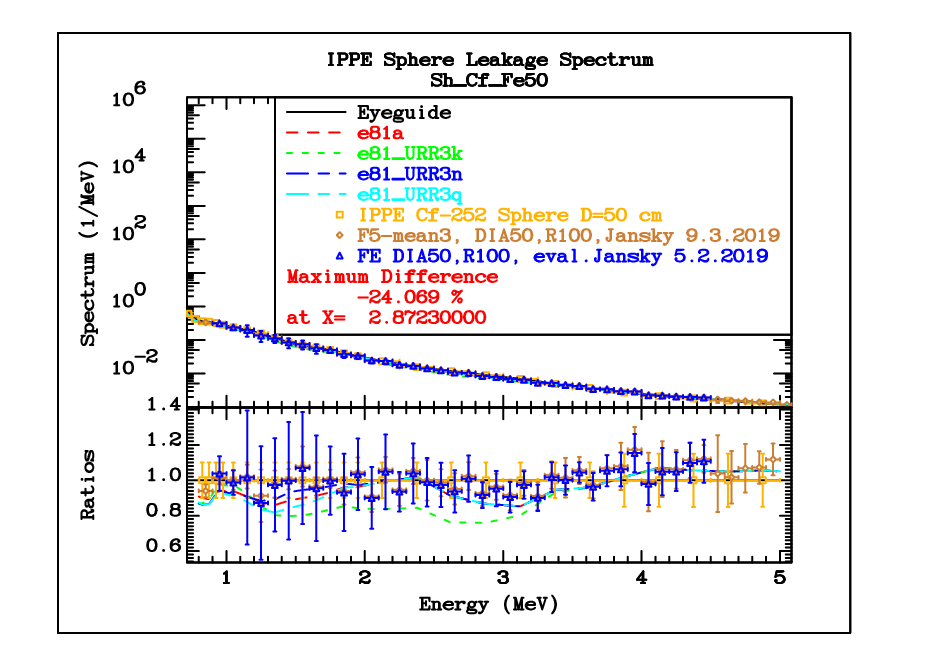 IPPE Sphere Leakage Spectrum
Sh_Cf_Fe50
Eyeguide
e81a
e81_URR3k
e81_URR3n
e81_URR3q
IPPE Cf-252 Sphere D=50 cm
F5-mean3, DIA50,R100,Jansky 9.3.2019
FE DIA50,R100, eval.Jansky 5.2.2019
Maximum Difference
-24.069 %
at X= 2.87230000
Spectrum (1/MeV)
10^6
10^4
10^2
10^0
10^-2
Ratios
1.4
1.2
1.0
0.8
0.6
1 2 3 4 5
Energy (MeV)